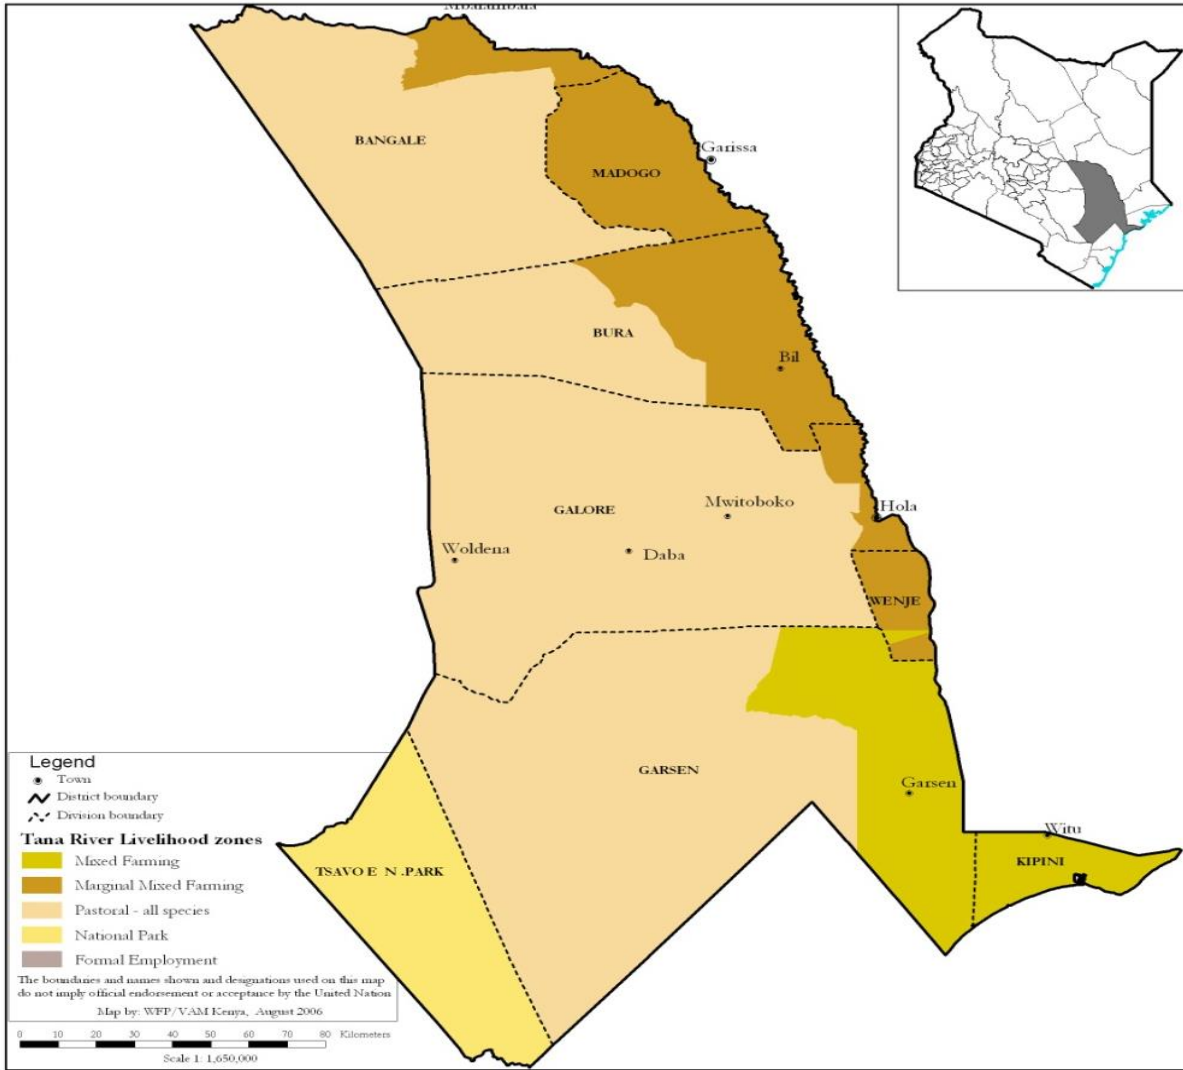 Mbalambala
BANGALE
Garissa
MADOGO
BURA
Bil
GALORE
Mwitoboko
Hola
Woldena
Daba
WENJE
GARSEN
Garsen
Witu
KIPINI
TSAVO E N .PARK
Legend
Town
District boundary
Division boundary
Tana River Livelihood zones
Mixed Farming
Marginal Mixed Farming
Pastoral - all species
National Park
Formal Employment
The boundaries and names shown and designations used on this map
do not imply official endorsement or acceptance by the United Nation
Map by: WFP/VAM Kenya, August 2006
0 10 20 30 40 50 60 70 80 Kilometers
Scale 1: 1,650,000